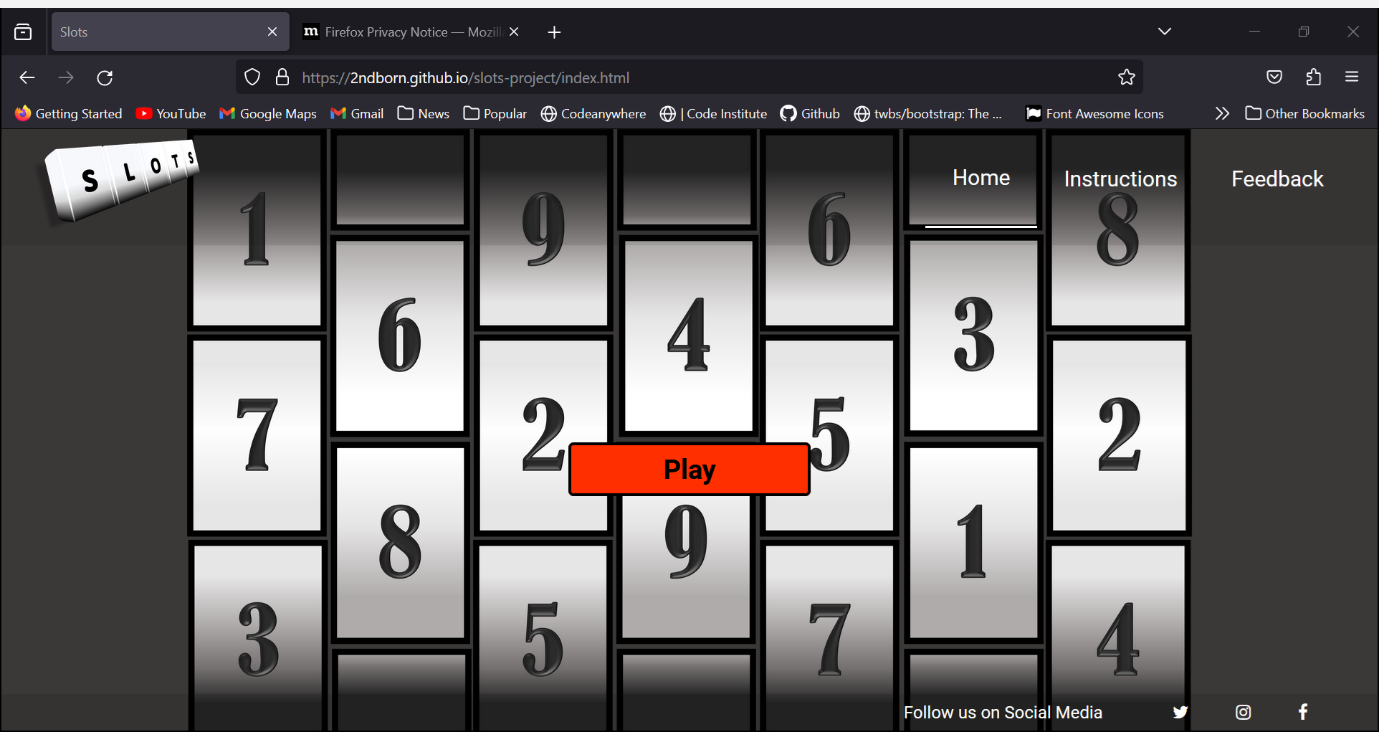 Slots
Firefox Privacy Notice — Mozill
https://2ndborn.github.io/slots-project/index.html
Getting Started YouTube Google Maps Gmail News Popular Codeanywhere | Code Institute Github twbs/bootstrap: The ... Font Awesome Icons Other Bookmarks
SLOTS
Home Instructions Feedback
1 9 6 8
6 4 3
7 2 5 2
Play
8 9 1
3 5 7 4
Follow us on Social Media